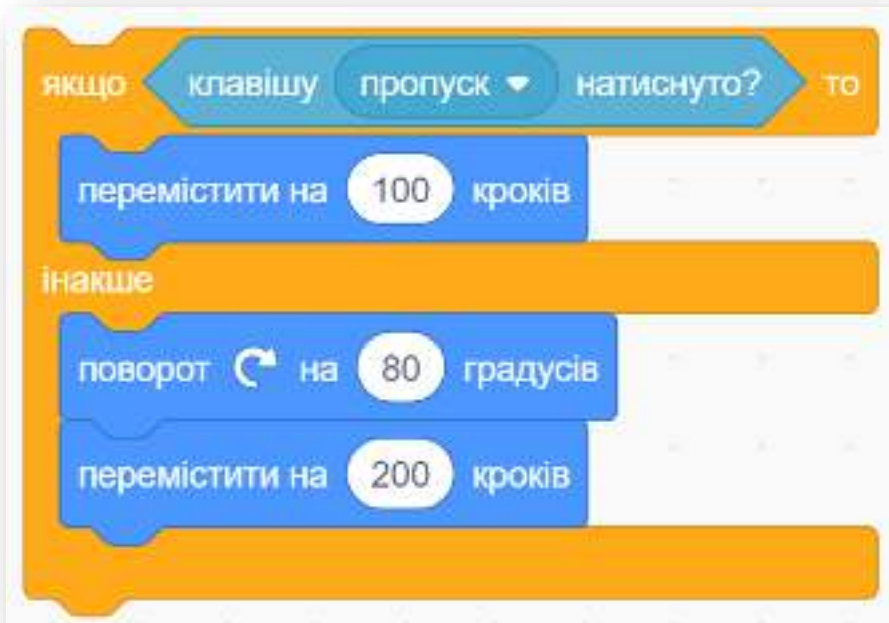 якщо клавішу пропуск натиснуто? то
перемістити на 100 кроків
інакше
поворот на 80 градусів
перемістити на 200 кроків